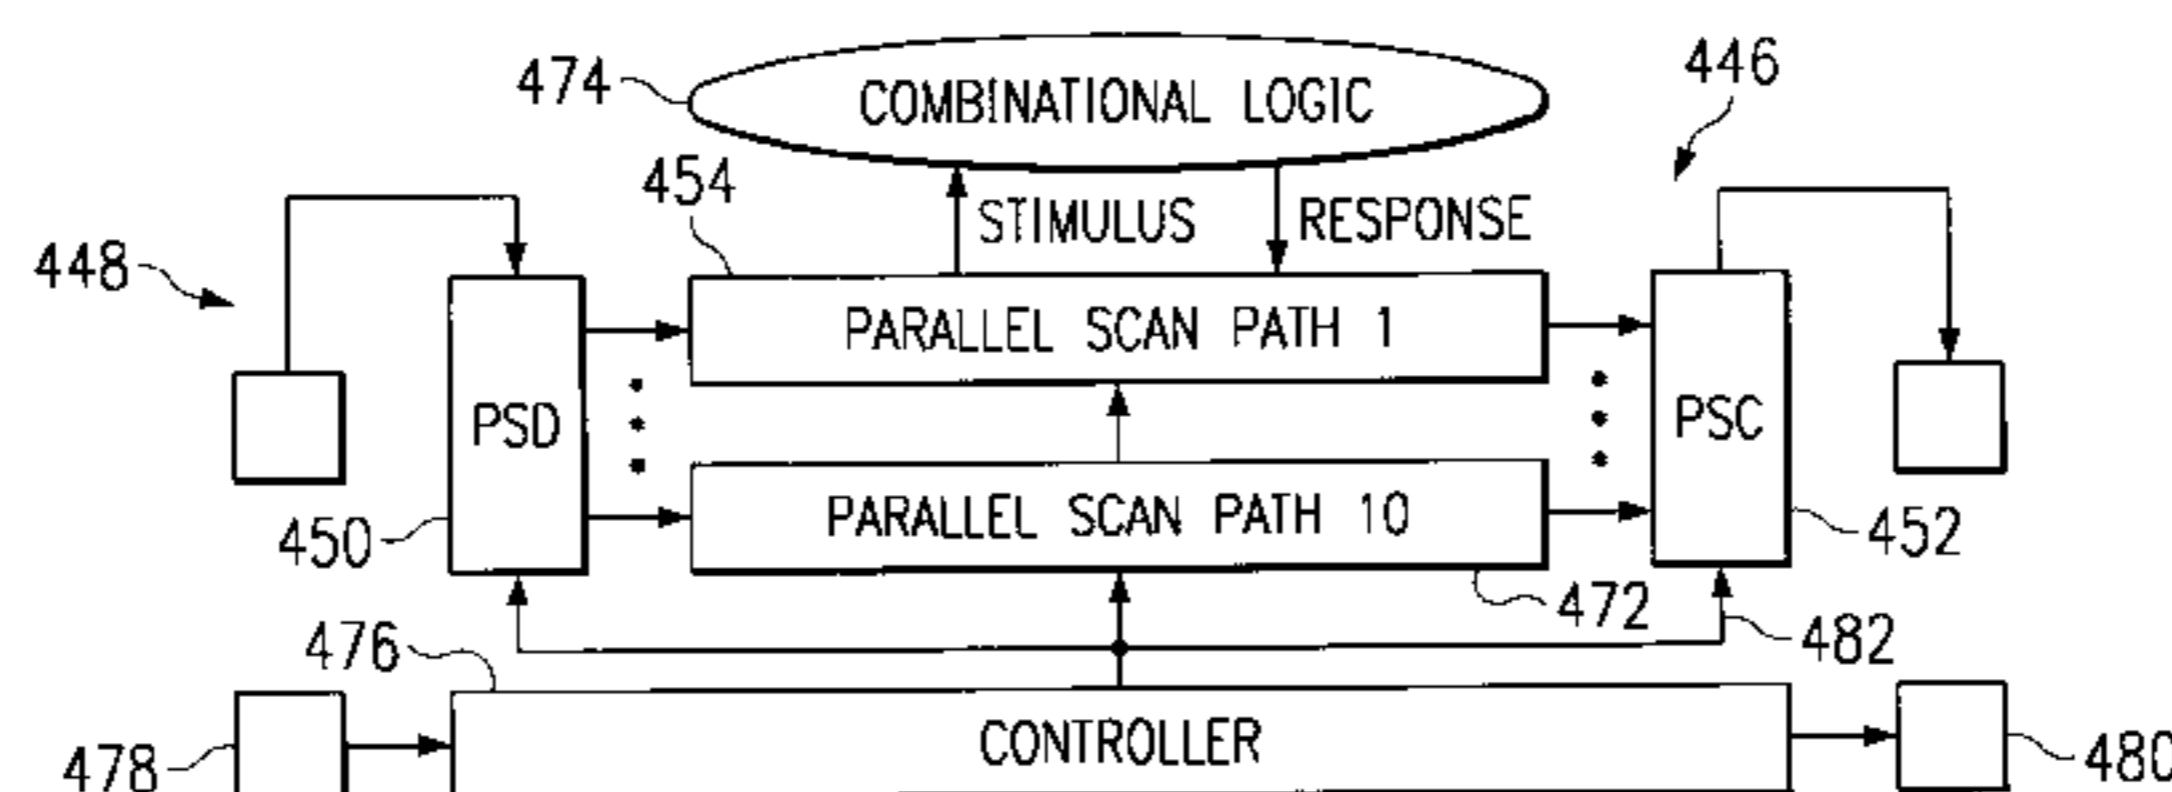 474
COMBINATIONAL LOGIC
446
454
STIMULUS
RESPONSE
448
PARALLEL SCAN PATH 1
PSD
PSC
450
PARALLEL SCAN PATH 10
452
472
476
482
478
CONTROLLER
480